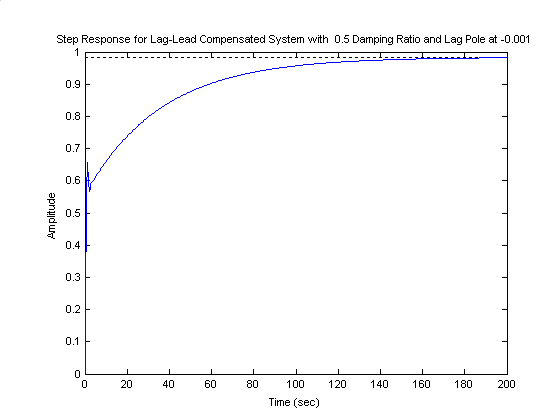 Step Response for Lag-Lead Compensated System with 0.5 Damping Ratio and Lag Pole at -0.001
1
0.9
0.8
0.7
0.6
0.5
0.4
0.3
0.2
0.1
0
Amplitude
0 20 40 60 80 100 120 140 160 180 200
Time (sec)